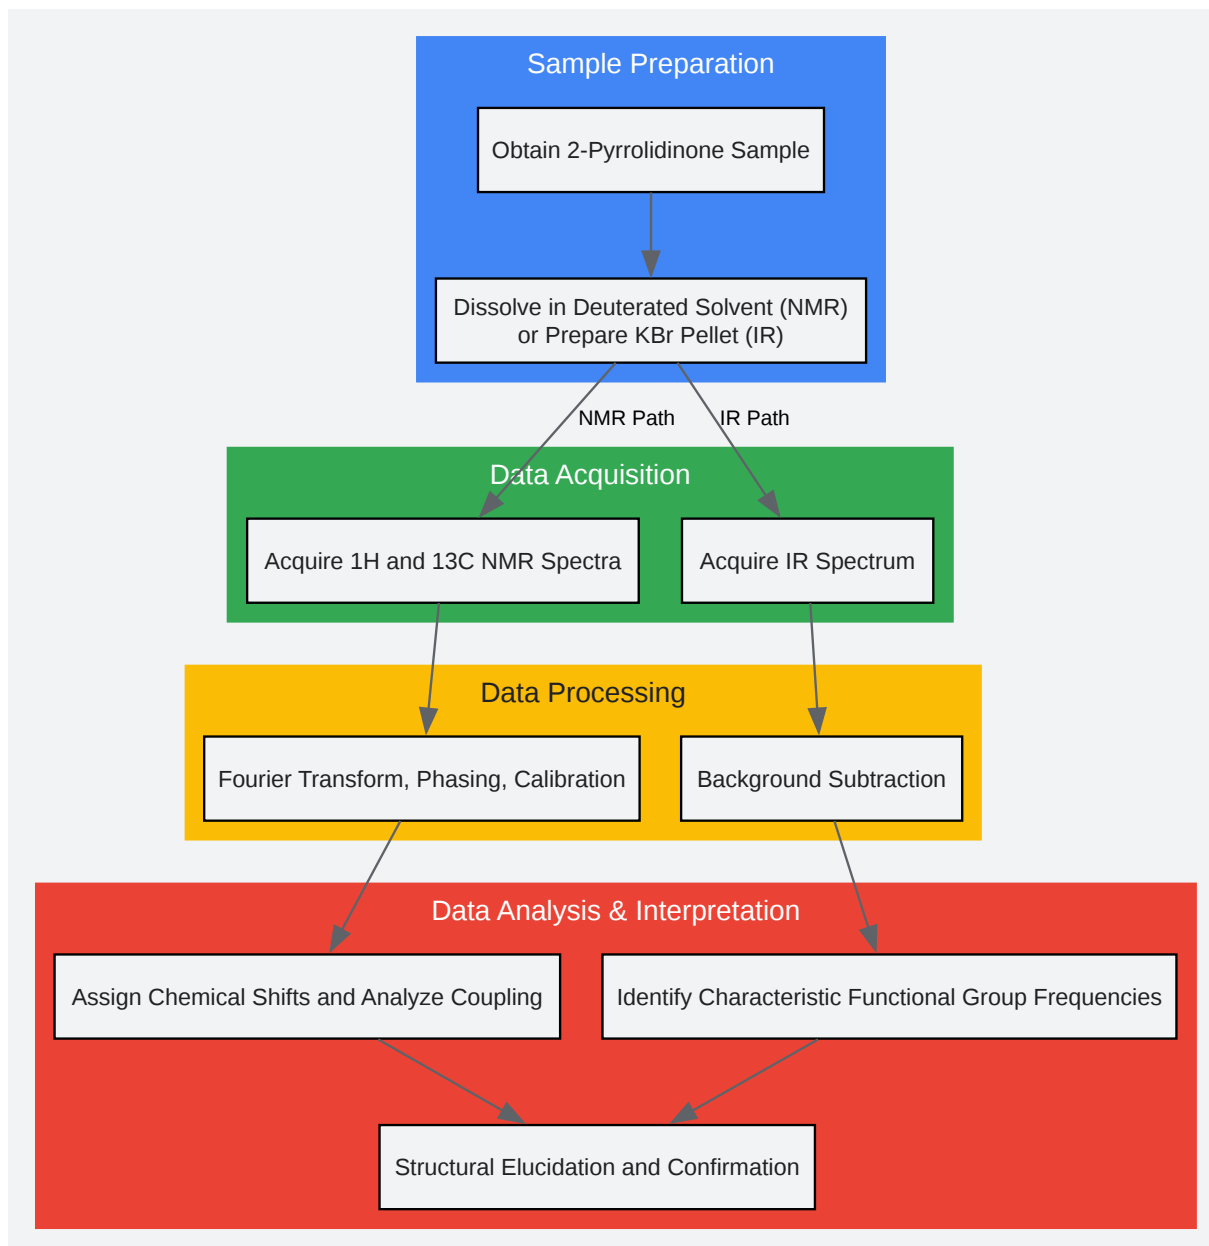 Sample Preparation
Obtain 2-Pyrrolidinone Sample
Dissolve in Deuterated Solvent (NMR)
or Prepare KBr Pellet (IR)
NMR Path
IR Path
Data Acquisition
Acquire 1H and 13C NMR Spectra
Acquire IR Spectrum
Data Processing
Fourier Transform, Phasing, Calibration
Background Subtraction
Data Analysis & Interpretation
Assign Chemical Shifts and Analyze Coupling
Identify Characteristic Functional Group Frequencies
Structural Elucidation and Confirmation